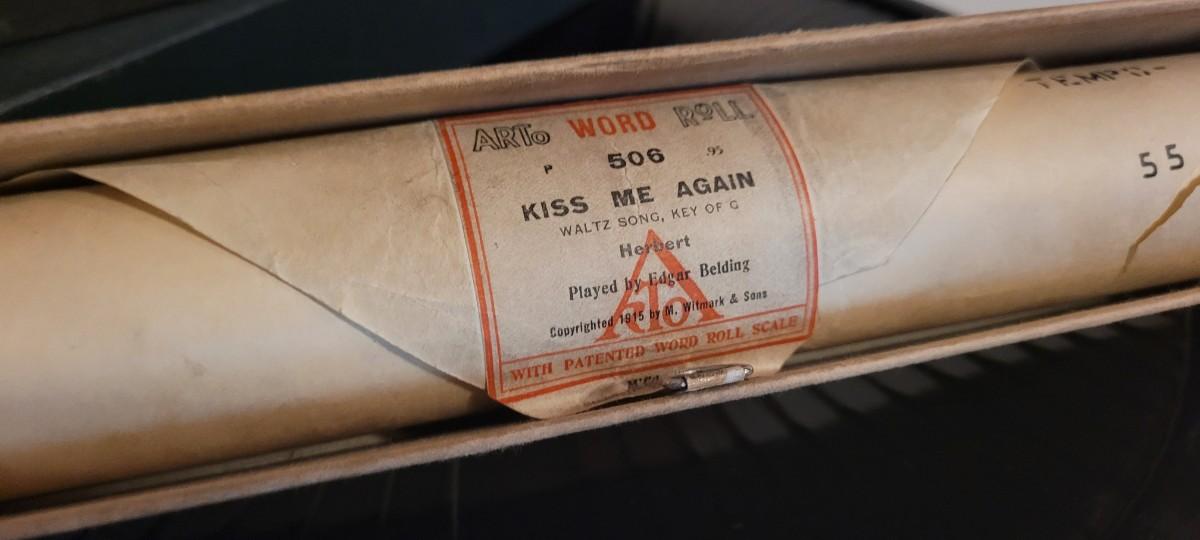 ARTo WORD ROLL
P 506 .95
KISS ME AGAIN
WALTZ SONG, KEY OF G
Herbert
Played by Edgar Belding
ARTo
Copyrighted 1915 by M. Witmark & Sons
WITH PATENTED WORD ROLL SCALE
TEMPO-
55